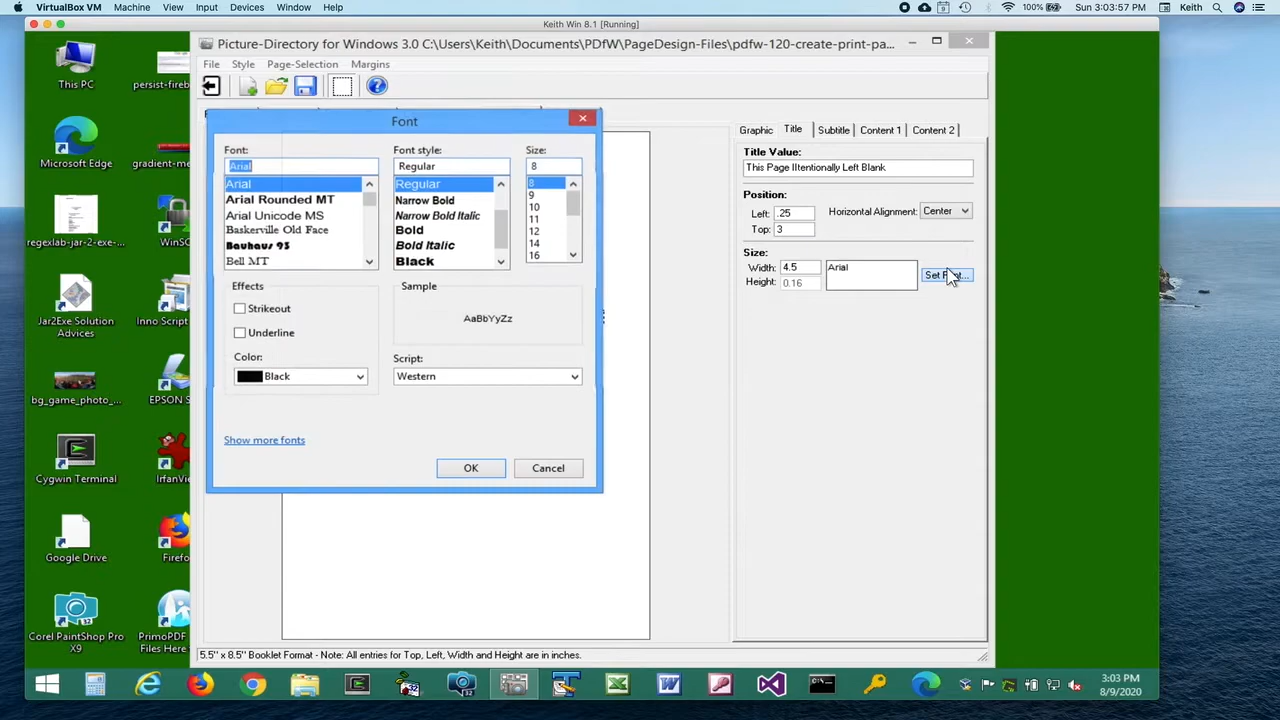 VirtualBox VM Machine View Input Devices Window Help
100% Sun 3:03:57 Keith
Keith Win 8.1 [Running]
Picture-Directory for Windows 3.0 C:\Users\Keith\Documents\PDfW\PageDesign-Files\pdfw-120-create-print-pa...
File Style Page-Selection Margins
This PC
persist-fireb
Microsoft Edge
gradient-me
regexlab-jar-2-exe-...
WinSC
Jar2Exe Solution
Advices
Inno Script
bg_game_photo_...
EPSON S
Cygwin Terminal
IrfanVie
Google Drive
Firefo
Corel PaintShop Pro
X9
PrimoPDF
Files Here
Font
Font: Font style: Size:
Arial Regular 8
Arial
Arial Rounded MT
Arial Unicode MS
Baskerville Old Face
Bauhaus 93
Bell MT
Regular
Narrow Bold
Narrow Bold Italic
Bold
Bold Italic
Black
8
9
10
11
12
14
16
Effects
Strikeout
Underline
Color:
Black
Sample
AaBbYyZz
Script:
Western
Show more fonts
OK Cancel
Graphic Title Subtitle Content 1 Content 2
Title Value:
This Page IIIentionally Left Blank
Position:
Left: .25 Horizontal Alignment: Center
Top: 3
Size:
Width: 4.5 Arial
Height: 0.16
5.5" x 8.5" Booklet Format - Note: All entries for Top, Left, Width and Height are in inches.
3:03 PM
8/9/2020